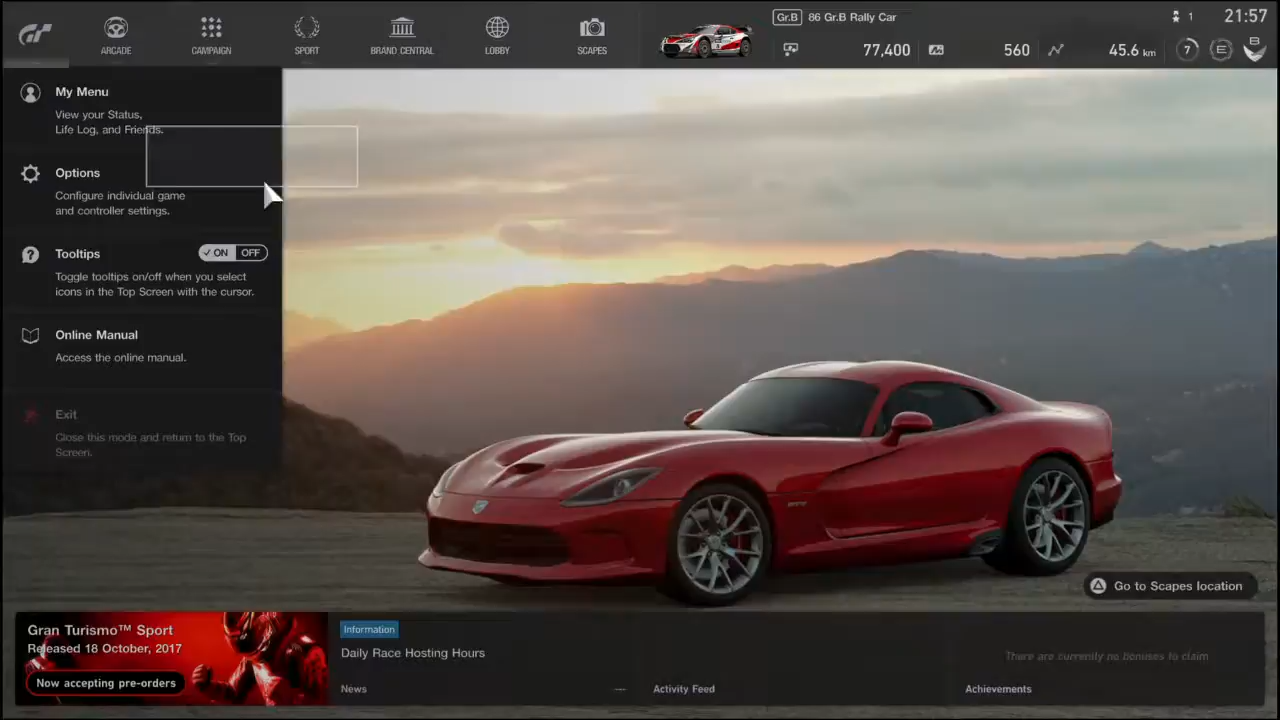 Gr.B 86 Gr.B Rally Car
1
21:57
ARCADE
CAMPAIGN
SPORT
BRAND CENTRAL
LOBBY
SCAPES
77,400
560
45.6 km
7
E
B
My Menu
View your Status,
Life Log, and Friends.
Options
Configure individual game
and controller settings.
Tooltips
✓ ON OFF
Toggle tooltips on/off when you select
icons in the Top Screen with the cursor.
Online Manual
Access the online manual.
Exit
Close this mode and return to the Top
Screen.
Go to Scapes location
Gran Turismo™ Sport
Released 18 October, 2017
Now accepting pre-orders
Information
Daily Race Hosting Hours
News
Activity Feed
There are currently no bonuses to claim
Achievements